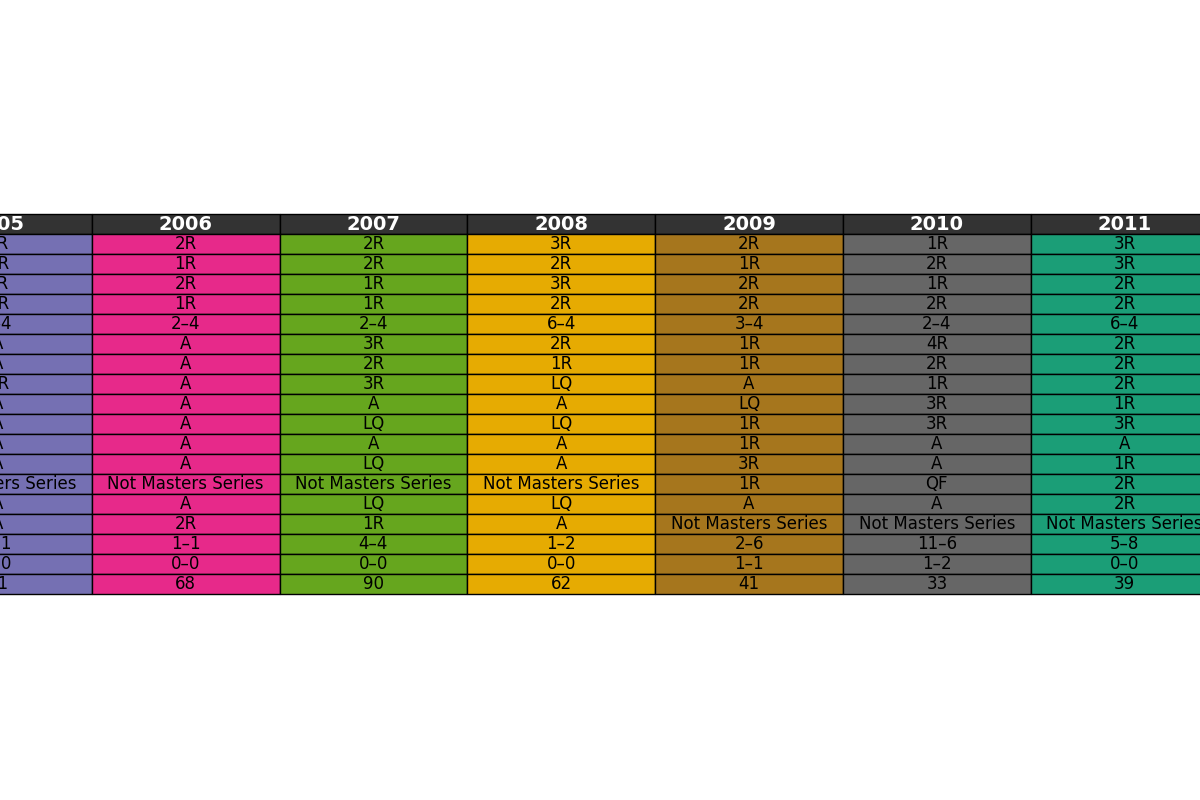 05 2006 2007 2008 2009 2010 2011
R 2R 2R 3R 2R 1R 3R
R 1R 2R 2R 1R 2R 3R
R 2R 1R 3R 2R 1R 2R
R 1R 1R 2R 2R 2R 2R
4 2–4 2–4 6–4 3–4 2–4 6–4
A A 3R 2R 1R 4R 2R
A A 2R 1R 1R 2R 2R
R A 3R LQ A 1R 2R
A A A A LQ 3R 1R
A A LQ LQ 1R 3R 3R
A A A A 1R A A
A A LQ A 3R A 1R
ers Series Not Masters Series Not Masters Series Not Masters Series 1R QF 2R
A A LQ LQ A A 2R
A 2R 1R A Not Masters Series Not Masters Series Not Masters Series
1 1–1 4–4 1–2 2–6 11–6 5–8
0 0–0 0–0 0–0 1–1 1–2 0–0
1 68 90 62 41 33 39